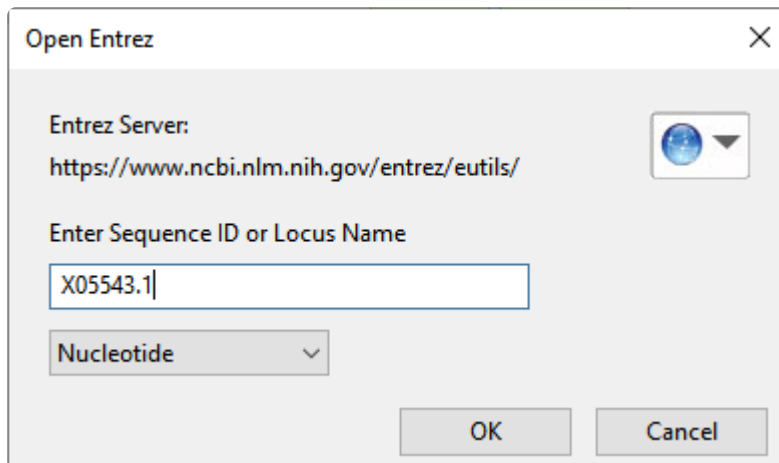 Open Entrez
Entrez Server:
https://www.ncbi.nlm.nih.gov/entrez/eutils/
Enter Sequence ID or Locus Name
X05543.1
Nucleotide
OK Cancel